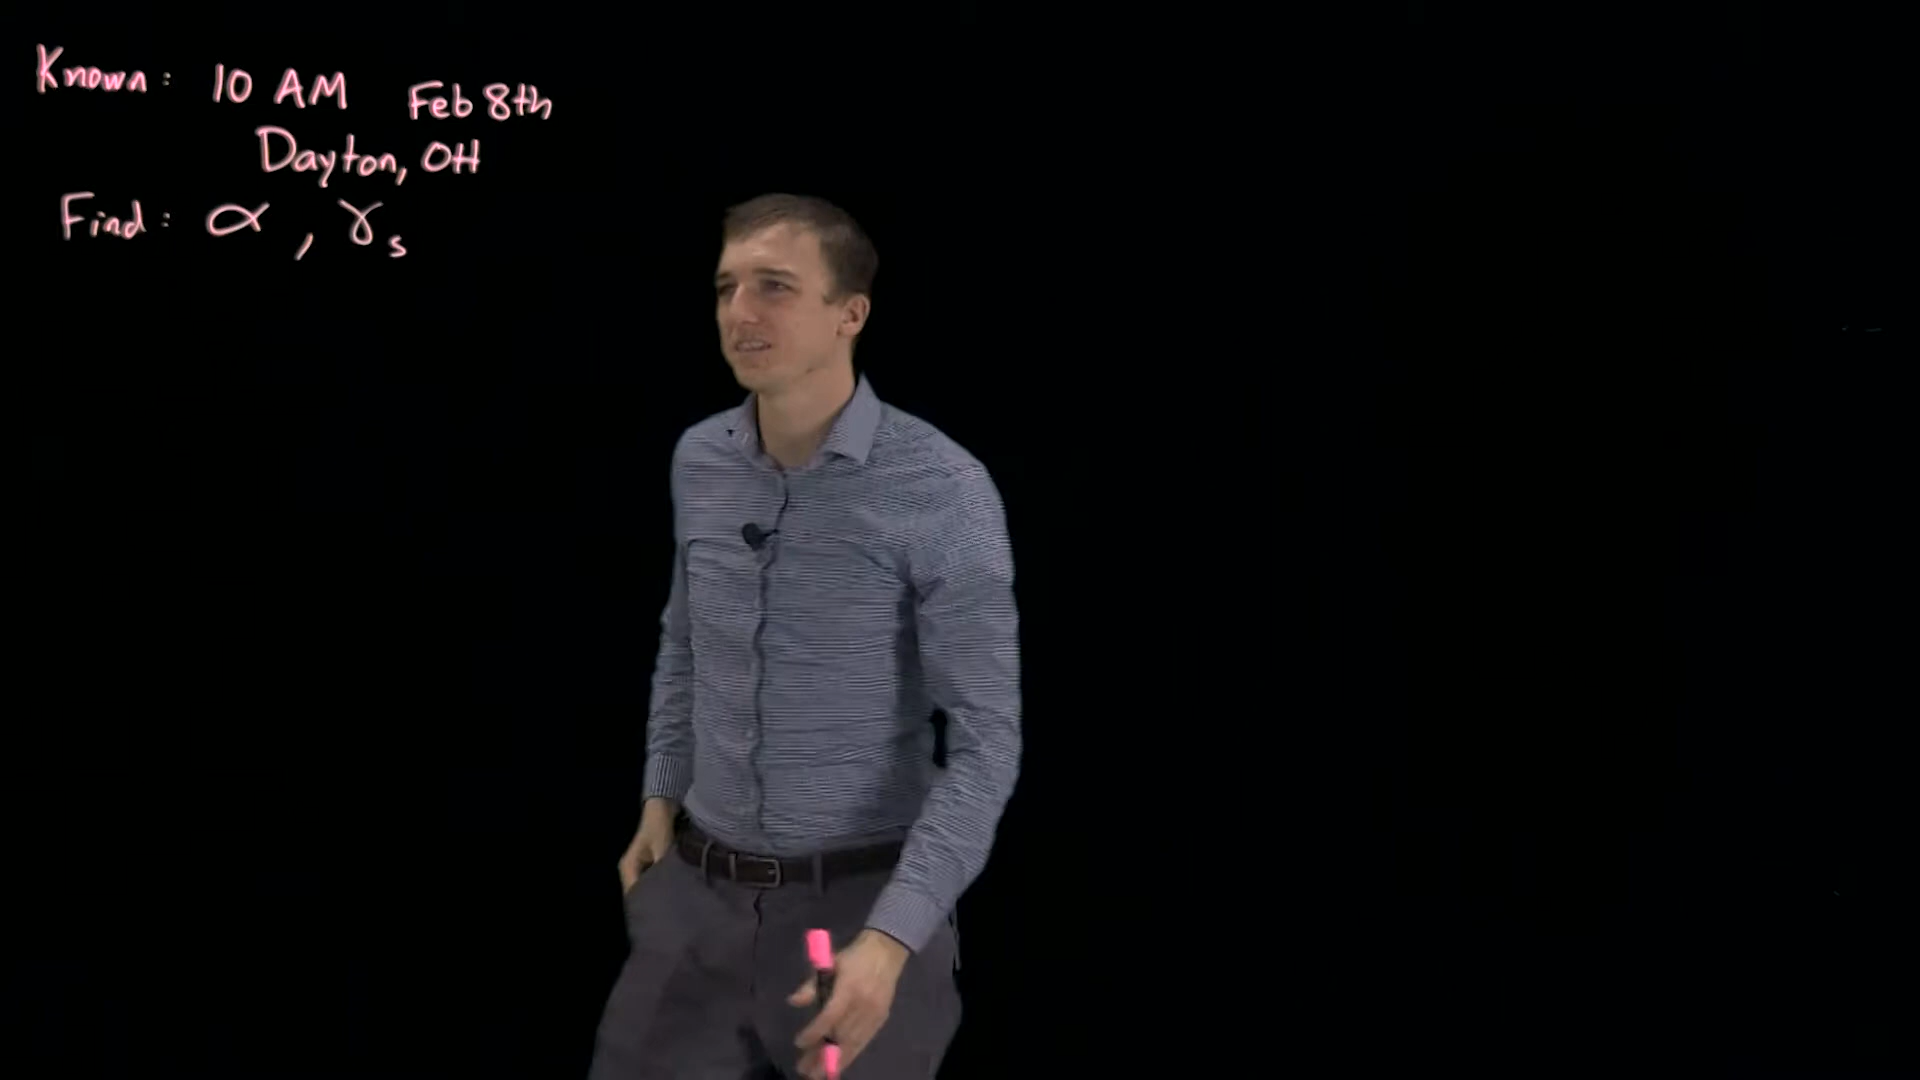 Known: 10 AM Feb 8th
Dayton, OH
Find: α, γs